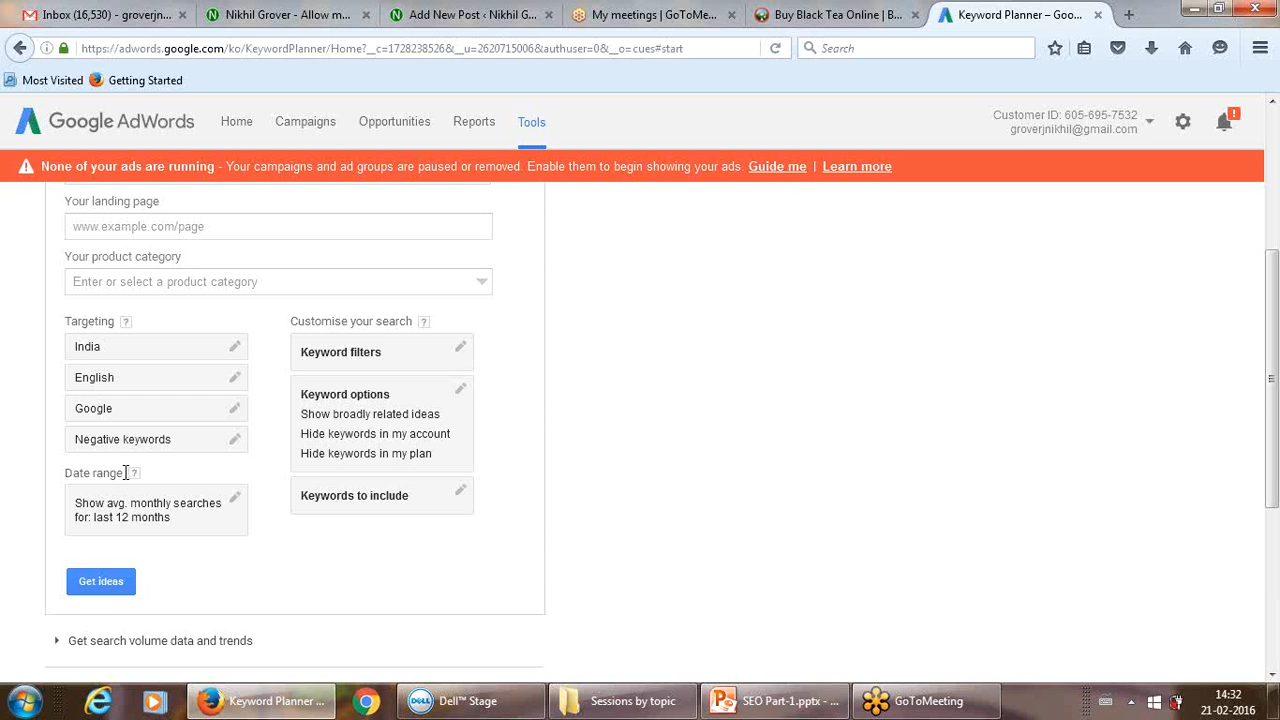 Inbox (16,530) - groverjn...
Nikhil Grover - Allow m...
Add New Post ‹ Nikhil G...
My meetings | GoToMe...
Buy Black Tea Online | B...
Keyword Planner – Goo...
https://adwords.google.com/ko/KeywordPlanner/Home?__c=1728238526&__u=2620715006&authuser=0&__o=cues#start
Search
Most Visited
Getting Started
Google AdWords
Home
Campaigns
Opportunities
Reports
Tools
Customer ID: 605-695-7532
groverjnikhil@gmail.com
!
None of your ads are running - Your campaigns and ad groups are paused or removed. Enable them to begin showing your ads. Guide me | Learn more
Your landing page
www.example.com/page
Your product category
Enter or select a product category
Targeting ?
India
English
Google
Negative keywords
Date range ?
Show avg. monthly searches
for: last 12 months
Customise your search ?
Keyword filters
Keyword options
Show broadly related ideas
Hide keywords in my account
Hide keywords in my plan
Keywords to include
Get ideas
Get search volume data and trends
Keyword Planner ...
DELL
Dell™ Stage
Sessions by topic
SEO Part-1.pptx - ...
GoToMeeting
14:32
21-02-2016